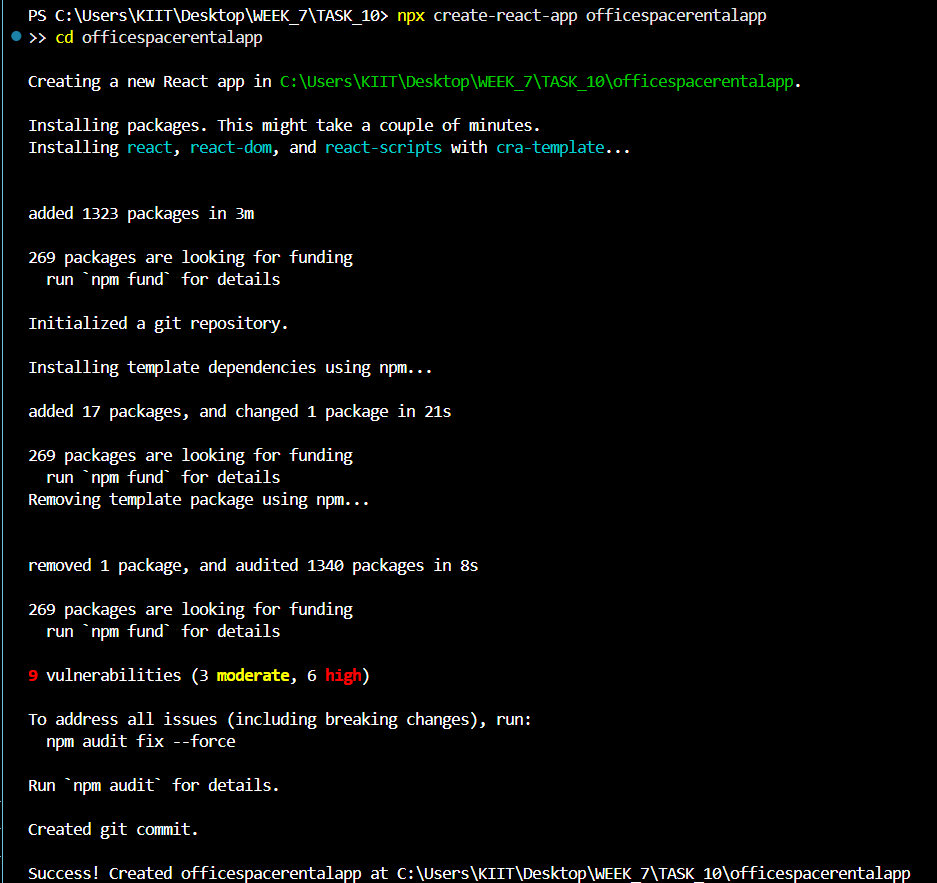 PS C:\Users\KIIT\Desktop\WEEK_7\TASK_10> npx create-react-app officespacerentalapp
>> cd officespacerentalapp
Creating a new React app in C:\Users\KIIT\Desktop\WEEK_7\TASK_10\officespacerentalapp.
Installing packages. This might take a couple of minutes.
Installing react, react-dom, and react-scripts with cra-template...
added 1323 packages in 3m
269 packages are looking for funding
  run `npm fund` for details
Initialized a git repository.
Installing template dependencies using npm...
added 17 packages, and changed 1 package in 21s
269 packages are looking for funding
  run `npm fund` for details
Removing template package using npm...
removed 1 package, and audited 1340 packages in 8s
269 packages are looking for funding
  run `npm fund` for details
9 vulnerabilities (3 moderate, 6 high)
To address all issues (including breaking changes), run:
  npm audit fix --force
Run `npm audit` for details.
Created git commit.
Success! Created officespacerentalapp at C:\Users\KIIT\Desktop\WEEK_7\TASK_10\officespacerentalapp